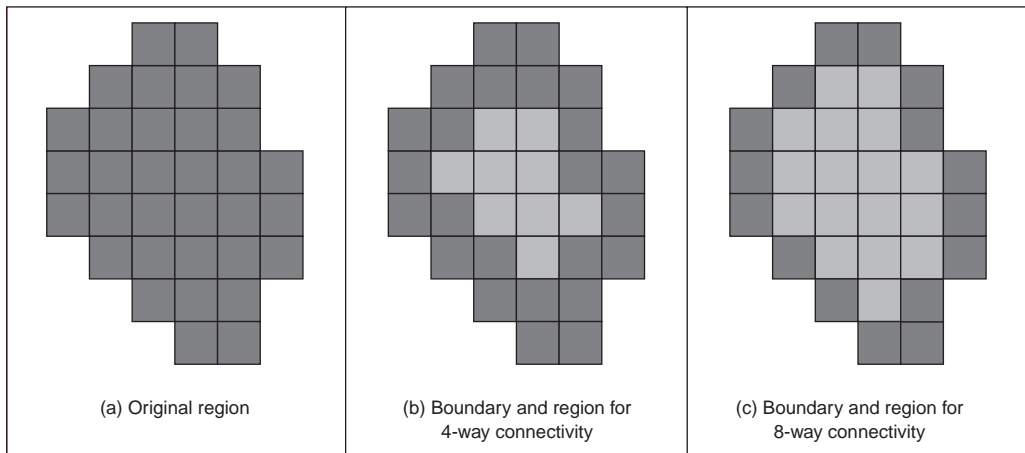 (a) Original region
(b) Boundary and region for
4-way connectivity
(c) Boundary and region for
8-way connectivity